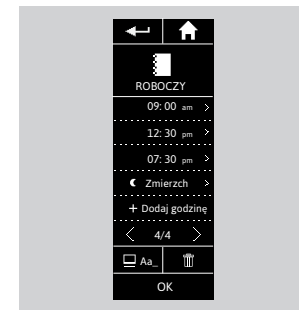 ROBOCZY
09:00 am >
12:30 pm >
07:30 pm >
Zmierzch >
+ Dodaj godzinę
< 4/4 >
Aa_
OK